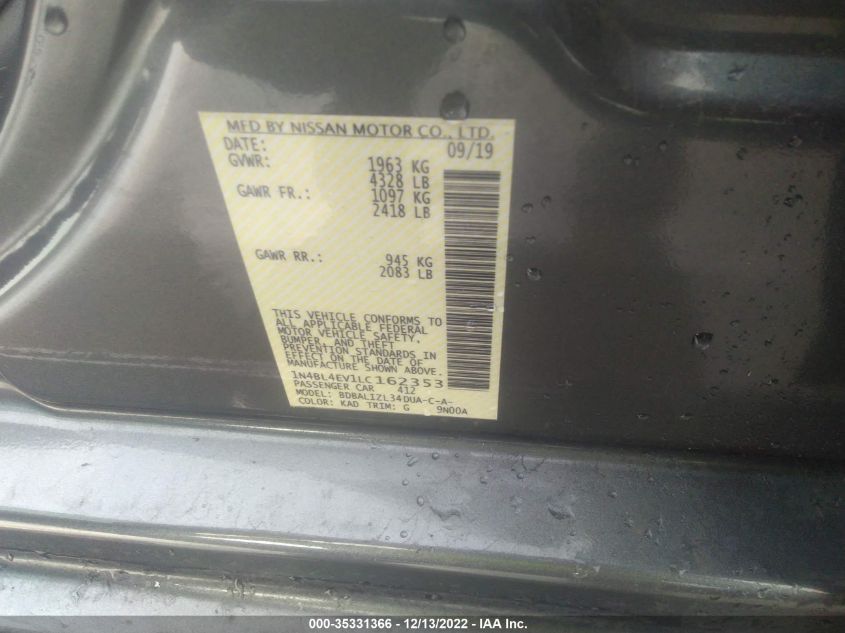 MFD BY NISSAN MOTOR CO., LTD.
DATE: 09/19
GVWR: 1963 KG
4328 LB
GAWR FR.: 1097 KG
2418 LB
GAWR RR.: 945 KG
2083 LB
THIS VEHICLE CONFORMS TO
ALL APPLICABLE FEDERAL
MOTOR VEHICLE SAFETY,
BUMPER, AND THEFT
PREVENTION STANDARDS IN
EFFECT ON THE DATE OF
MANUFACTURE SHOWN ABOVE.
1N4BL4EV1LC162353
PASSENGER CAR 412
MODEL: BDBALIZL34DUA-C-A-
COLOR: KAD TRIM: G 9N00A
000-35331366 - 12/13/2022 - IAA Inc.